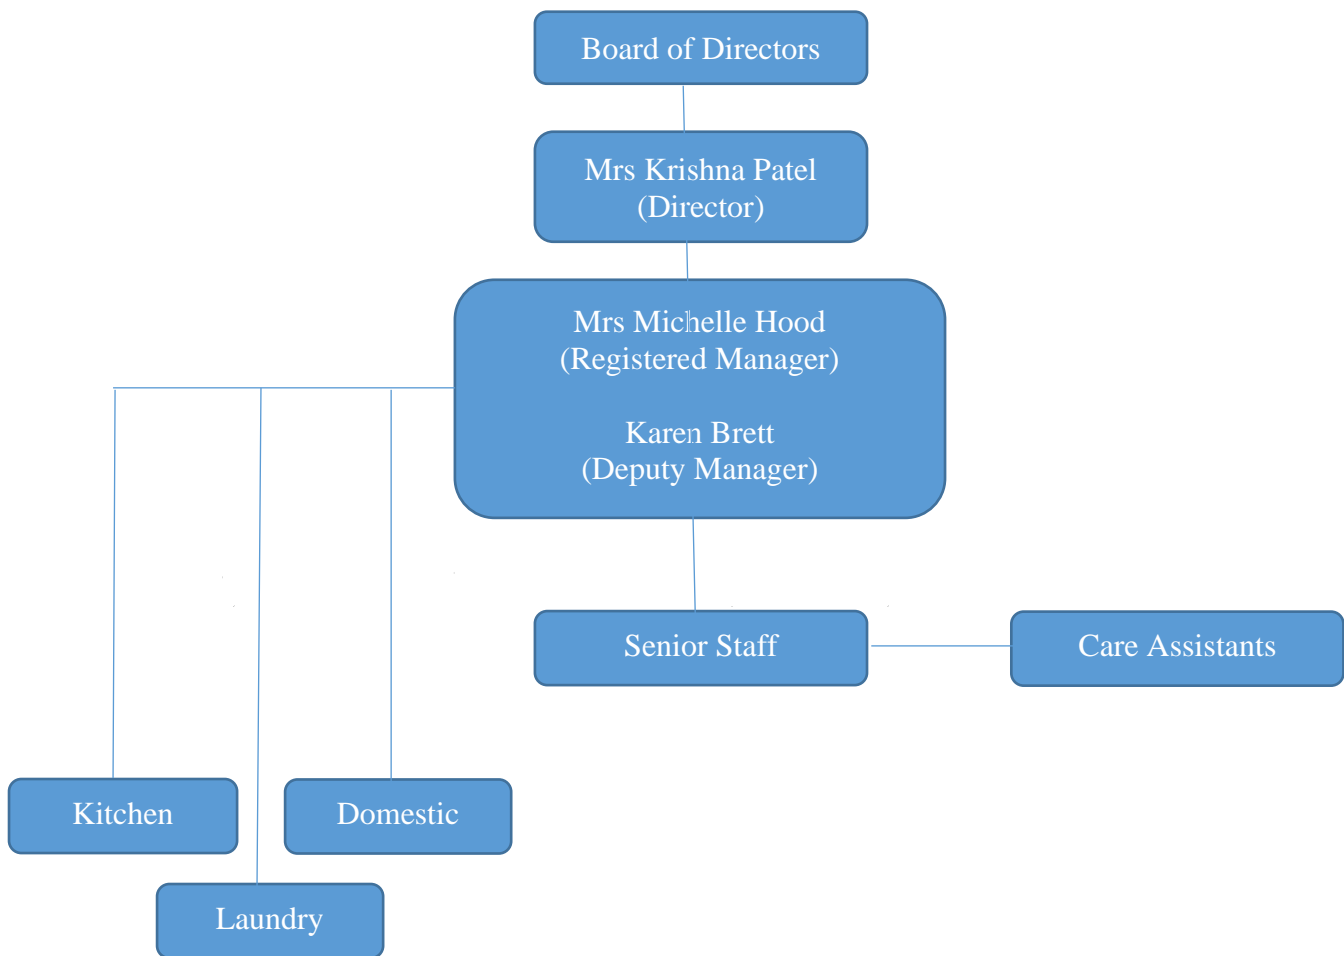 Board of Directors
Mrs Krishna Patel
(Director)
Mrs Michelle Hood
(Registered Manager)
Karen Brett
(Deputy Manager)
Senior Staff
Care Assistants
Kitchen
Domestic
Laundry